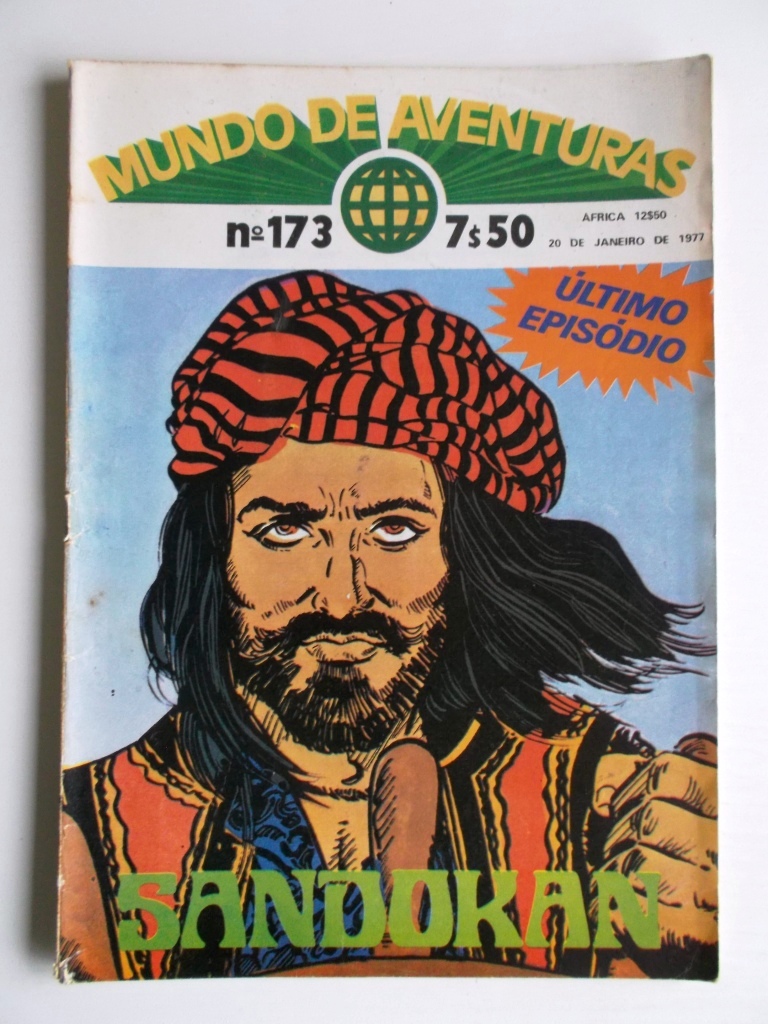 MUNDO DE AVENTURAS
nº173 7$50 AFRICA 12$50
20 DE JANEIRO DE 1977
ÚLTIMO
EPISÓDIO
SANDOKAN